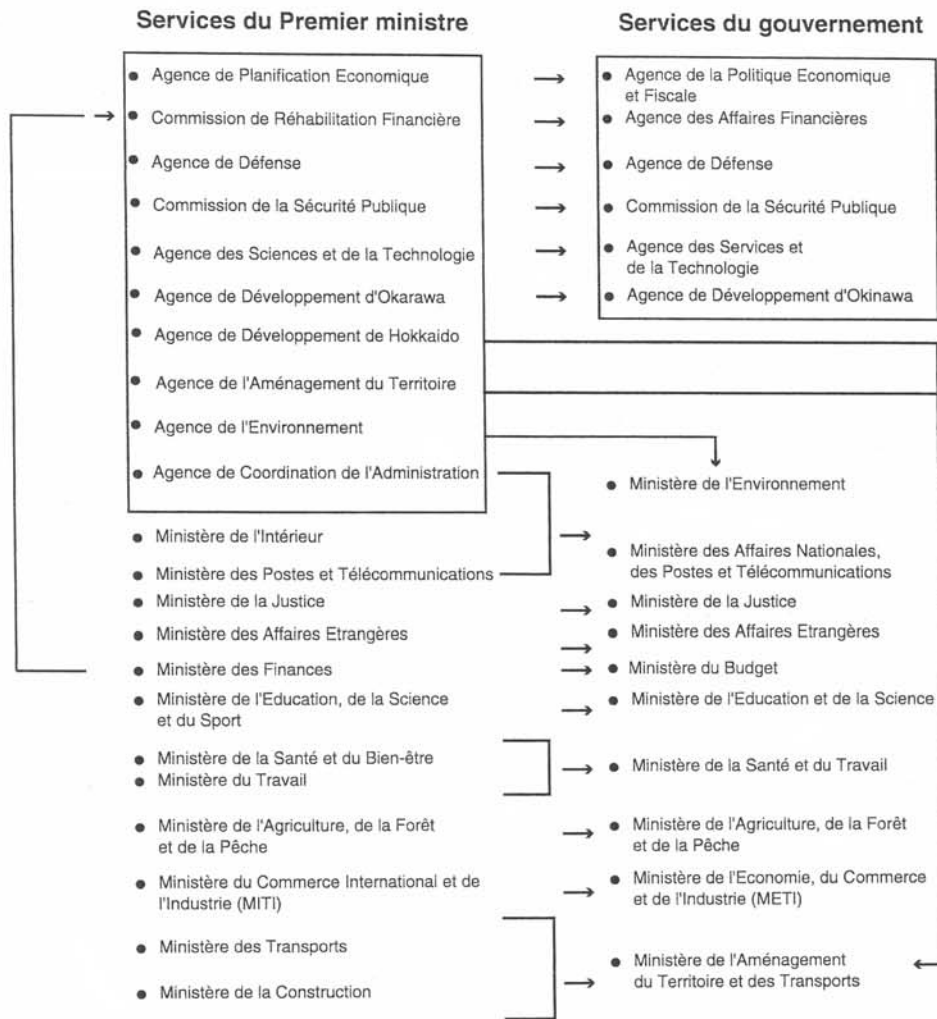 Services du Premier ministre
Services du gouvernement
• Agence de Planification Economique
→
• Agence de la Politique Economique
et Fiscale
→
• Commission de Réhabilitation Financière
→
• Agence des Affaires Financières
• Agence de Défense
→
• Agence de Défense
• Commission de la Sécurité Publique
→
• Commission de la Sécurité Publique
• Agence des Sciences et de la Technologie
→
• Agence des Services et
de la Technologie
• Agence de Développement d'Okarawa
→
• Agence de Développement d'Okinawa
• Agence de Développement de Hokkaido
• Agence de l'Aménagement du Territoire
• Agence de l'Environnement
• Agence de Coordination de l'Administration
• Ministère de l'Environnement
• Ministère de l'Intérieur
→
• Ministère des Affaires Nationales,
des Postes et Télécommunications
• Ministère des Postes et Télécommunications
• Ministère de la Justice
→
• Ministère de la Justice
• Ministère des Affaires Etrangères
→
• Ministère des Affaires Etrangères
• Ministère des Finances
→
• Ministère du Budget
• Ministère de l'Education, de la Science
et du Sport
→
• Ministère de l'Education et de la Science
• Ministère de la Santé et du Bien-être
• Ministère du Travail
→
• Ministère de la Santé et du Travail
• Ministère de l'Agriculture, de la Forêt
et de la Pêche
→
• Ministère de l'Agriculture, de la Forêt
et de la Pêche
• Ministère du Commerce International et de
l'Industrie (MITI)
→
• Ministère de l'Economie, du Commerce
et de l'Industrie (METI)
• Ministère des Transports
• Ministère de la Construction
→
• Ministère de l'Aménagement
du Territoire et des Transports
←